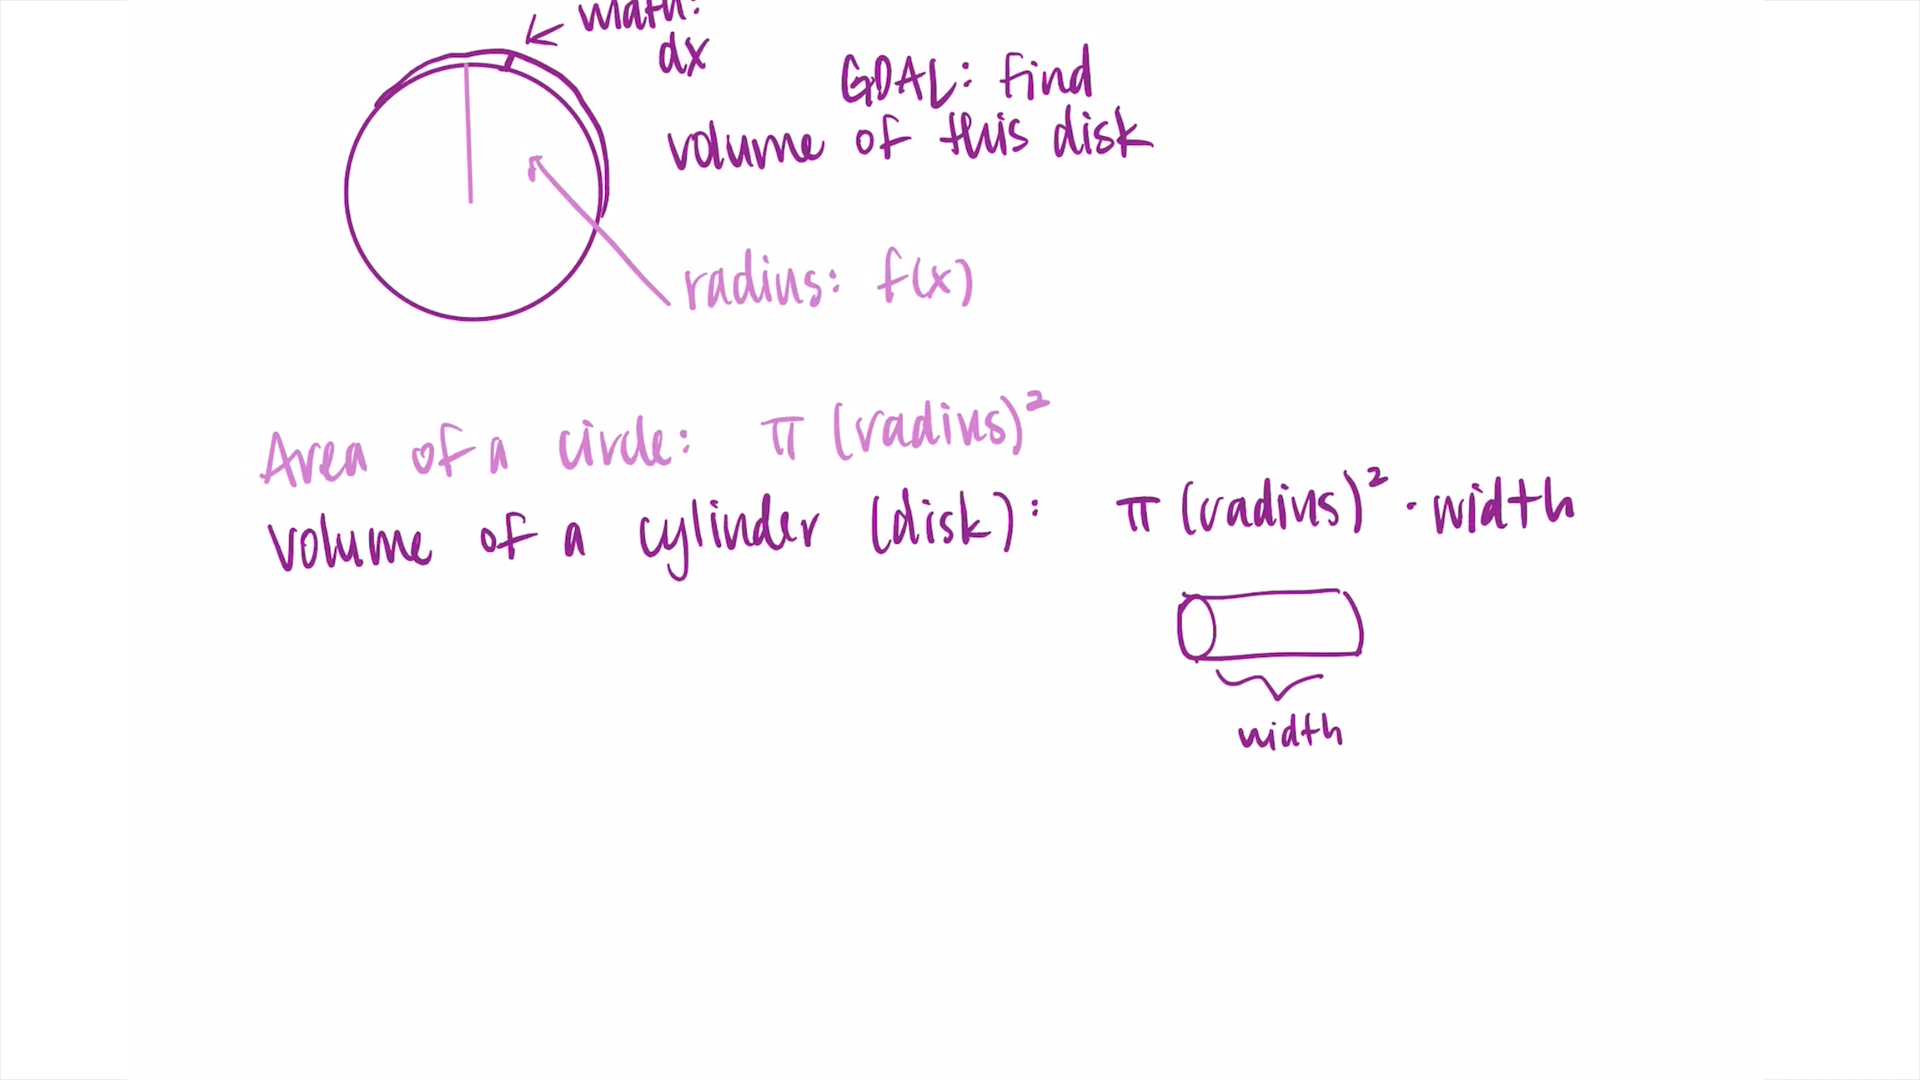 width:
dx
GOAL: find
volume of this disk
radius: f(x)
Area of a circle: π (radius)²
volume of a cylinder (disk): π (radius)² · width
width